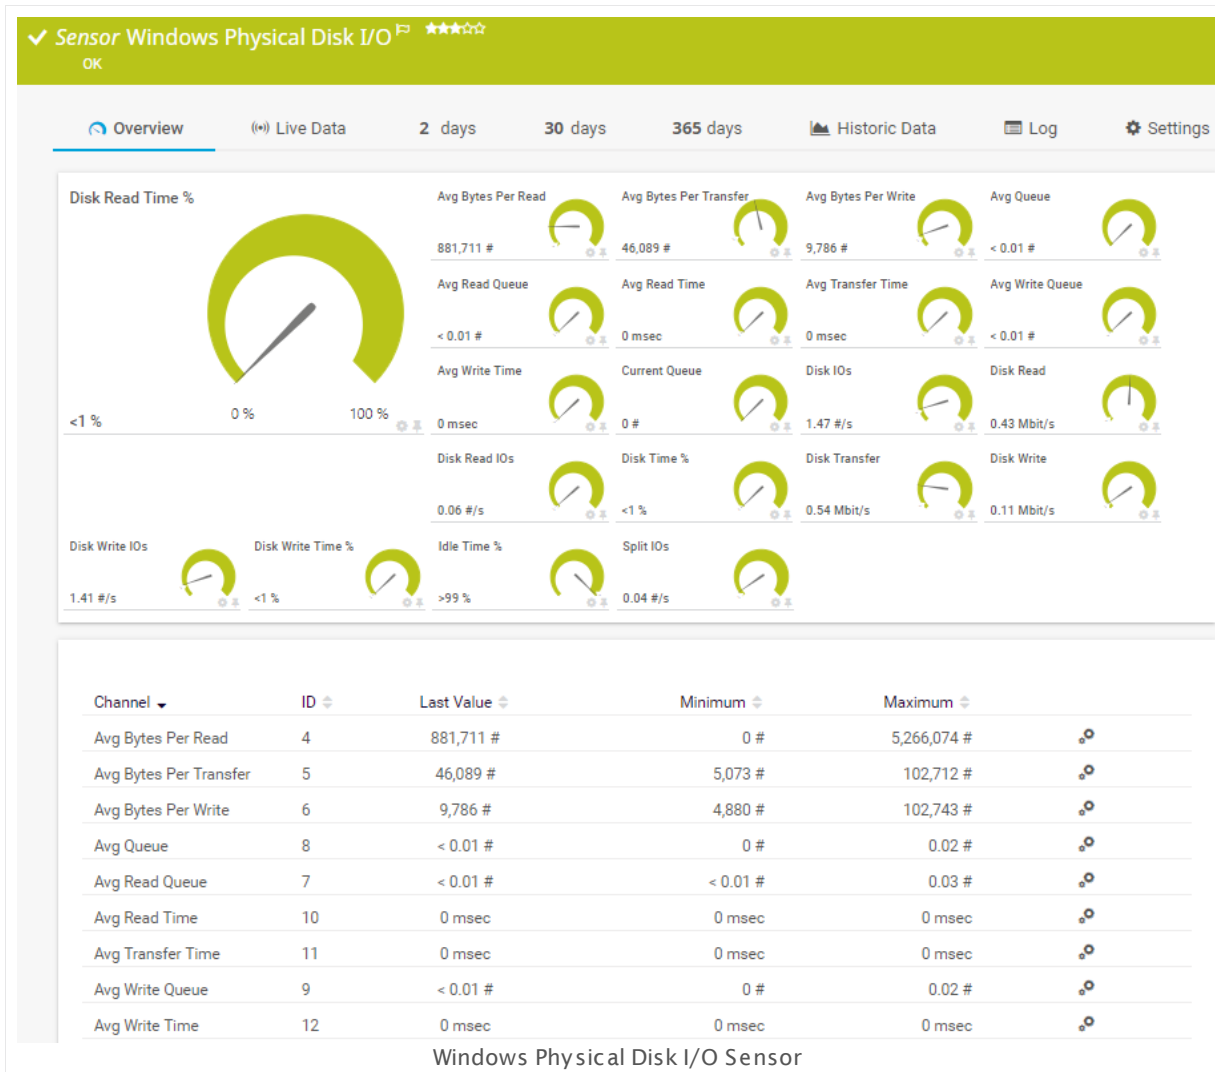 Sensor Windows Physical Disk I/O
OK
Overview Live Data 2 days 30 days 365 days Historic Data Log Settings
Disk Read Time %
0 % 100 %
<1 %
Avg Bytes Per Read Avg Bytes Per Transfer Avg Bytes Per Write Avg Queue
881,711 # 46,089 # 9,786 # < 0.01 #
Avg Read Queue Avg Read Time Avg Transfer Time Avg Write Queue
< 0.01 # 0 msec 0 msec < 0.01 #
Avg Write Time Current Queue Disk IOs Disk Read
0 msec 0 # 1.47 #/s 0.43 Mbit/s
Disk Read IOs Disk Time % Disk Transfer Disk Write
0.06 #/s <1 % 0.54 Mbit/s 0.11 Mbit/s
Disk Write IOs Disk Write Time % Idle Time % Split IOs
1.41 #/s <1 % >99 % 0.04 #/s
Channel ID Last Value Minimum Maximum
Avg Bytes Per Read 4 881,711 # 0 # 5,266,074 #
Avg Bytes Per Transfer 5 46,089 # 5,073 # 102,712 #
Avg Bytes Per Write 6 9,786 # 4,880 # 102,743 #
Avg Queue 8 < 0.01 # 0 # 0.02 #
Avg Read Queue 7 < 0.01 # < 0.01 # 0.03 #
Avg Read Time 10 0 msec 0 msec 0 msec
Avg Transfer Time 11 0 msec 0 msec 0 msec
Avg Write Queue 9 < 0.01 # 0 # 0.02 #
Avg Write Time 12 0 msec 0 msec 0 msec
Windows Physical Disk I/O Sensor